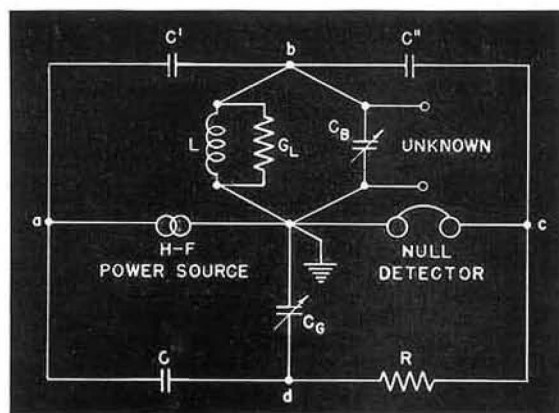 C' b C"
L GL CB UNKNOWN
a c
H-F NULL
POWER SOURCE DETECTOR
CG
C R
d